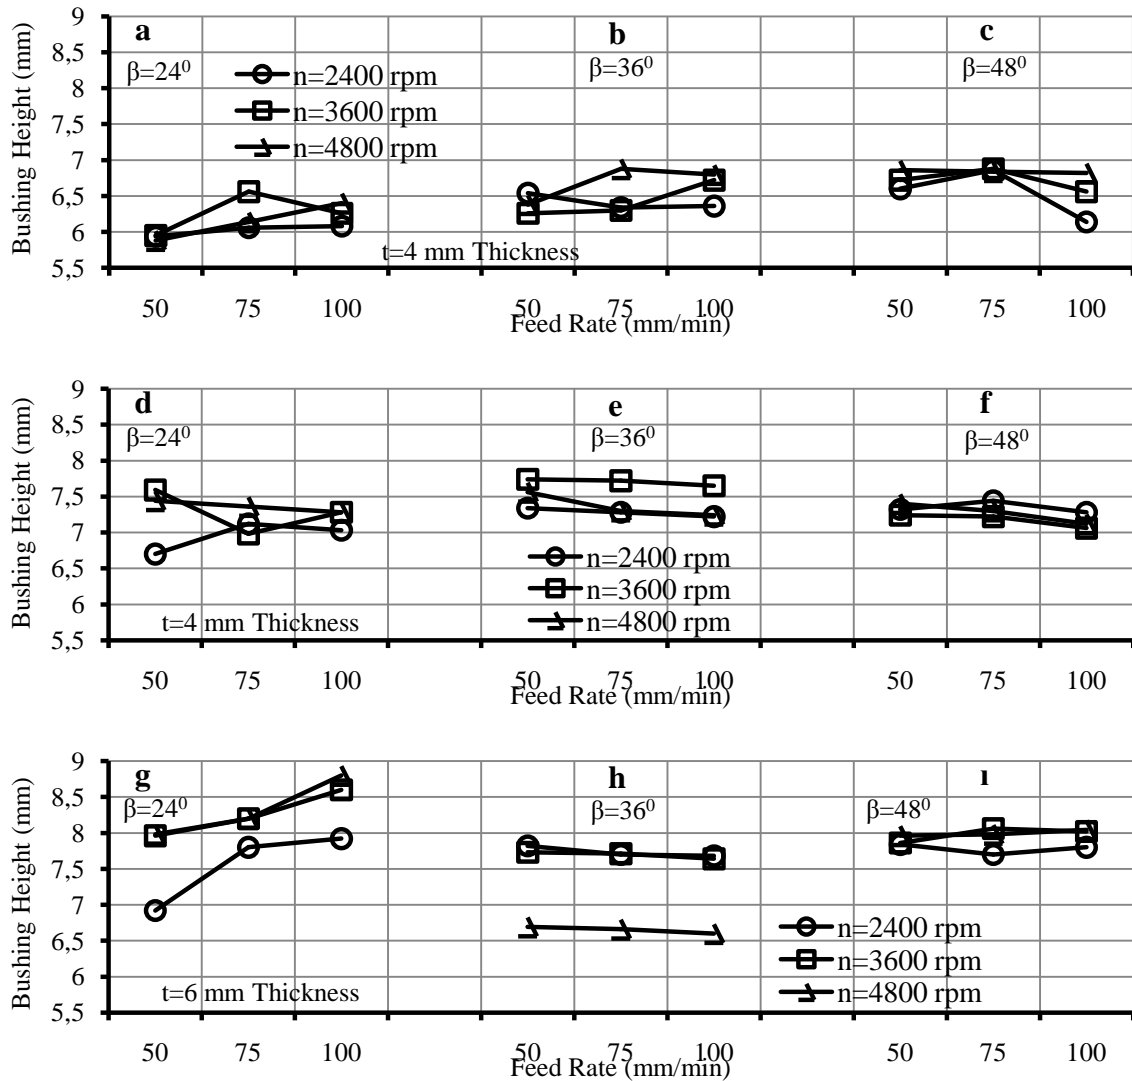 Bushing Height (mm)
9
8,5
8
7,5
7
6,5
6
5,5
a
β=24⁰
n=2400 rpm
n=3600 rpm
n=4800 rpm
b
β=36⁰
c
β=48⁰
t=4 mm Thickness
50 75 100 50 75 100 50 75 100
Feed Rate (mm/min)
Bushing Height (mm)
9
8,5
8
7,5
7
6,5
6
5,5
d
β=24⁰
e
β=36⁰
f
β=48⁰
n=2400 rpm
n=3600 rpm
n=4800 rpm
t=4 mm Thickness
50 75 100 50 75 100 50 75 100
Feed Rate (mm/min)
Bushing Height (mm)
9
8,5
8
7,5
7
6,5
6
5,5
g
β=24⁰
h
β=36⁰
ı
β=48⁰
n=2400 rpm
n=3600 rpm
n=4800 rpm
t=6 mm Thickness
50 75 100 50 75 100 50 75 100
Feed Rate (mm/min)